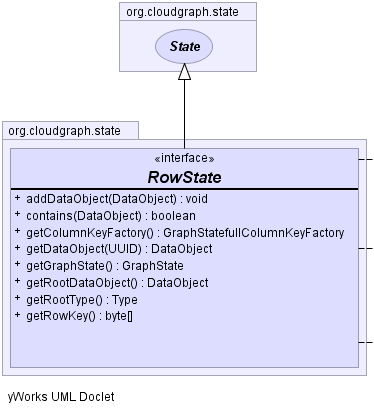 org.cloudgraph.state
State
org.cloudgraph.state
«interface»
RowState
+ addDataObject(DataObject) : void
+ contains(DataObject) : boolean
+ getColumnKeyFactory() : GraphStatefullColumnKeyFactory
+ getDataObject(UUID) : DataObject
+ getGraphState() : GraphState
+ getRootDataObject() : DataObject
+ getRootType() : Type
+ getRowKey() : byte[]
yWorks UML Doclet